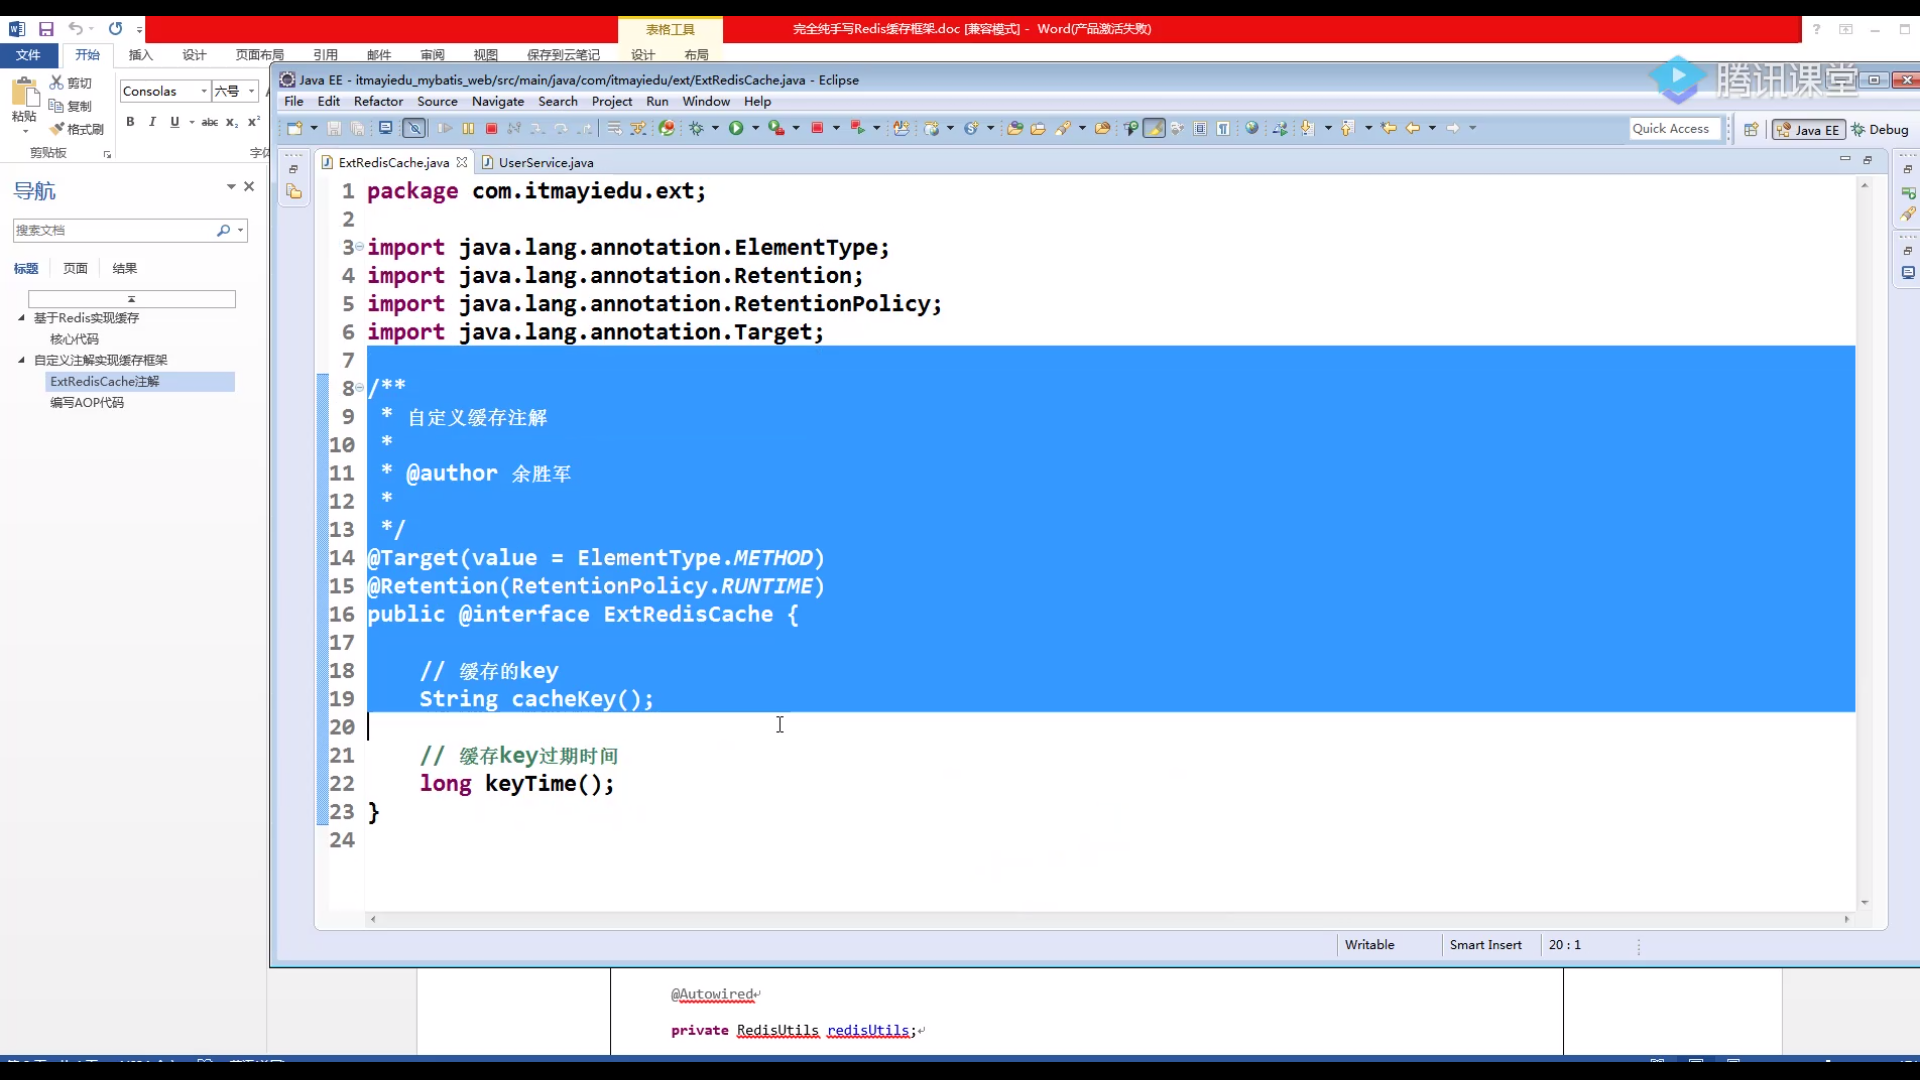 完全纯手写Redis缓存框架.doc [兼容模式] - Word(产品激活失败)
表格工具
文件 开始 插入 设计 页面布局 引用 邮件 审阅 视图 保存到云笔记 设计 布局
粘贴
剪切
复制
格式刷
剪贴板
Consolas 六号
B I U abc x₂ x²
字体
导航
搜索文档
标题 页面 结果
基于Redis实现缓存
核心代码
自定义注解实现缓存框架
ExtRedisCache注解
编写AOP代码
Java EE - itmayiedu_mybatis_web/src/main/java/com/itmayiedu/ext/ExtRedisCache.java - Eclipse
腾讯课堂
File Edit Refactor Source Navigate Search Project Run Window Help
Quick Access
Java EE Debug
ExtRedisCache.java UserService.java
1 package com.itmayiedu.ext;
2
3 import java.lang.annotation.ElementType;
4 import java.lang.annotation.Retention;
5 import java.lang.annotation.RetentionPolicy;
6 import java.lang.annotation.Target;
7
8 /**
9 * 自定义缓存注解
10 *
11 * @author 余胜军
12 *
13 */
14 @Target(value = ElementType.METHOD)
15 @Retention(RetentionPolicy.RUNTIME)
16 public @interface ExtRedisCache {
17
18 // 缓存的key
19 String cacheKey();
20
21 // 缓存key过期时间
22 long keyTime();
23 }
24
Writable Smart Insert 20 : 1
@Autowired
private RedisUtils redisUtils;